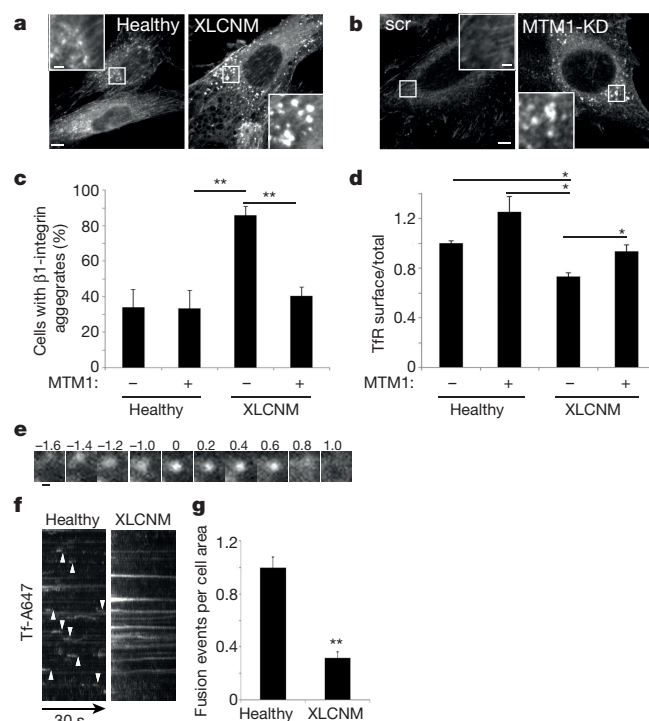 a
Healthy
XLCNM
b
scr
MTM1-KD
c
**
**
Cells with β1-integrin
aggegrates (%)
100
80
60
40
20
0
MTM1:
–
+
–
+
Healthy
XLCNM
d
*
*
*
TfR surface/total
1.2
0.8
0.4
0
MTM1:
–
+
–
+
Healthy
XLCNM
e
–1.6 –1.4 –1.2 –1.0 0 0.2 0.4 0.6 0.8 1.0
f
Healthy
XLCNM
Tf-A647
30 s
g
Fusion events per cell area
1.2
0.8
0.4
0
**
Healthy
XLCNM